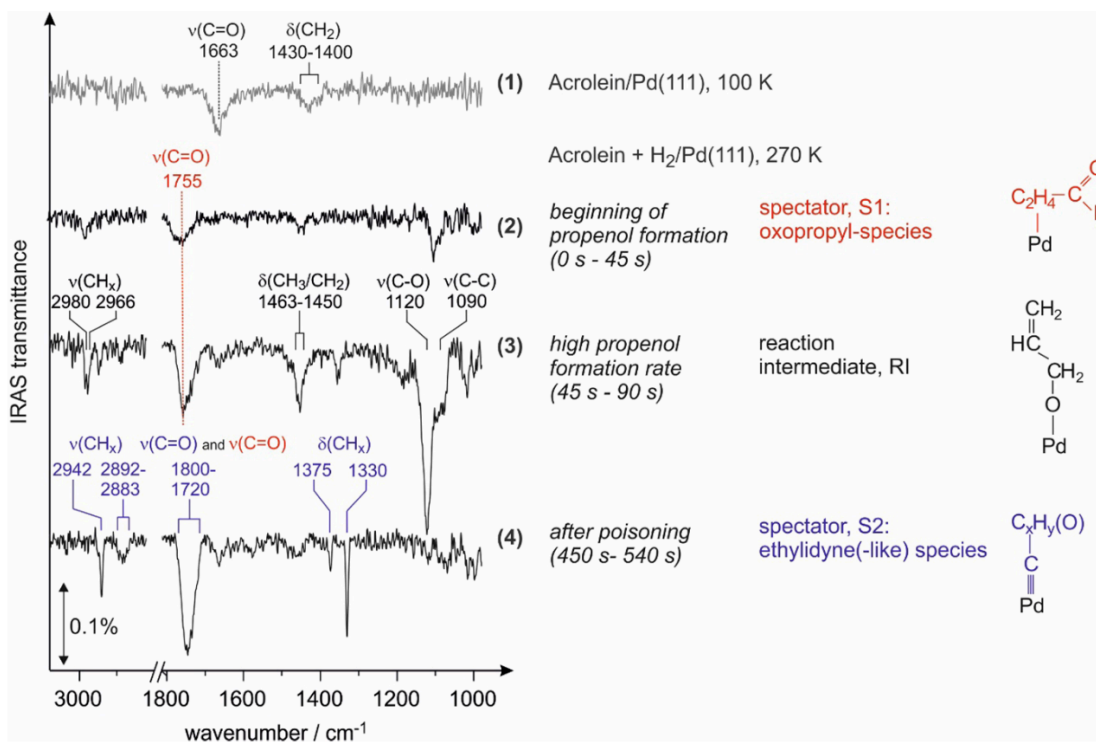 ν(C=O)
1663
δ(CH₂)
1430-1400
(1)
Acrolein/Pd(111), 100 K
Acrolein + H₂/Pd(111), 270 K
ν(C=O)
1755
(2)
beginning of
propenol formation
(0 s - 45 s)
spectator, S1:
oxopropyl-species
C₂H₄
C
O
Pd
ν(CHₓ)
2980 2966
δ(CH₃/CH₂)
1463-1450
ν(C-O)
1120
ν(C-C)
1090
(3)
high propenol
formation rate
(45 s - 90 s)
reaction
intermediate, RI
CH₂
HC
CH₂
O
Pd
ν(CHₓ)
2942 2892-
2883
ν(C=O) and ν(C=O)
1800-
1720
δ(CHₓ)
1375 1330
(4)
after poisoning
(450 s- 540 s)
spectator, S2:
ethylidyne(-like) species
CₓHᵧ(O)
C
Pd
0.1%
IRAS transmittance
3000 1800 1600 1400 1200 1000
wavenumber / cm⁻¹